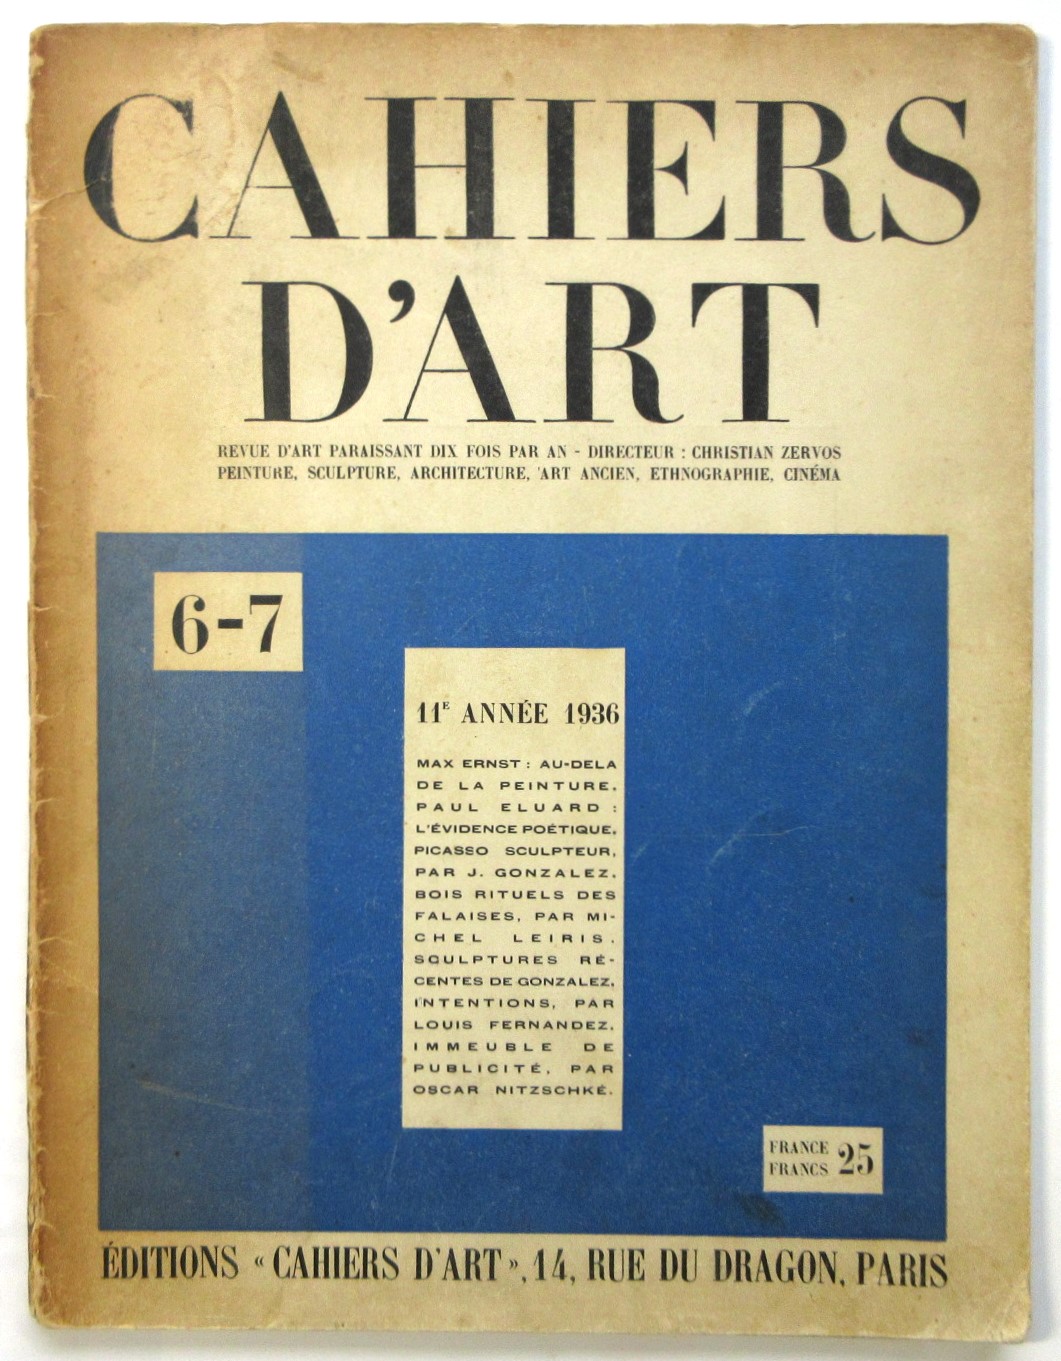 CAHIERS
D'ART
REVUE D'ART PARAISSANT DIX FOIS PAR AN - DIRECTEUR : CHRISTIAN ZERVOS
PEINTURE, SCULPTURE, ARCHITECTURE, ART ANCIEN, ETHNOGRAPHIE, CINÉMA
6-7
11E ANNÉE 1936
MAX ERNST : AU-DELA
DE LA PEINTURE.
PAUL ELUARD :
L'ÉVIDENCE POÉTIQUE.
PICASSO SCULPTEUR,
PAR J. GONZALEZ.
BOIS RITUELS DES
FALAISES, PAR MI-
CHEL LEIRIS.
SCULPTURES RÉ-
CENTES DE GONZALEZ.
INTENTIONS, PAR
LOUIS FERNANDEZ.
IMMEUBLE DE
PUBLICITÉ, PAR
OSCAR NITZSCHKÉ.
FRANCE
FRANCS 25
ÉDITIONS « CAHIERS D'ART », 14, RUE DU DRAGON, PARIS